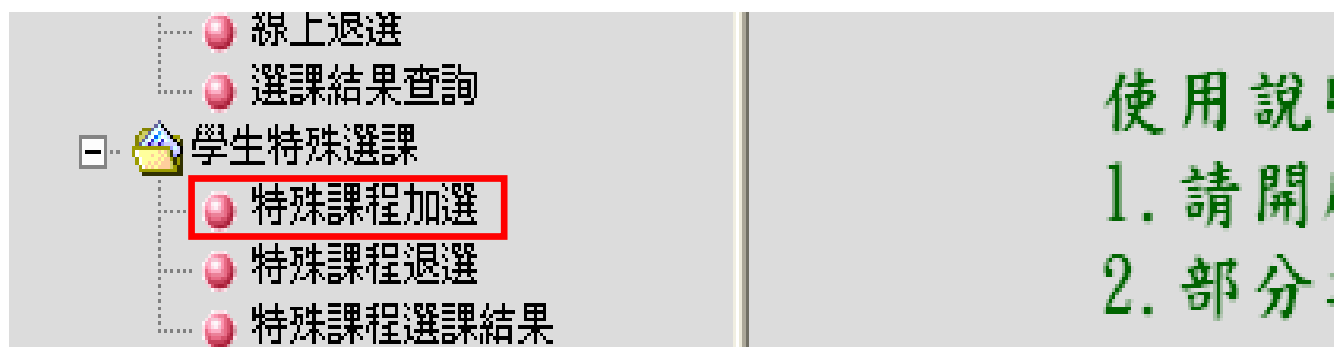 線上退選
選課結果查詢
學生特殊選課
特殊課程加選
特殊課程退選
特殊課程選課結果
使用說
1.請開
2.部分